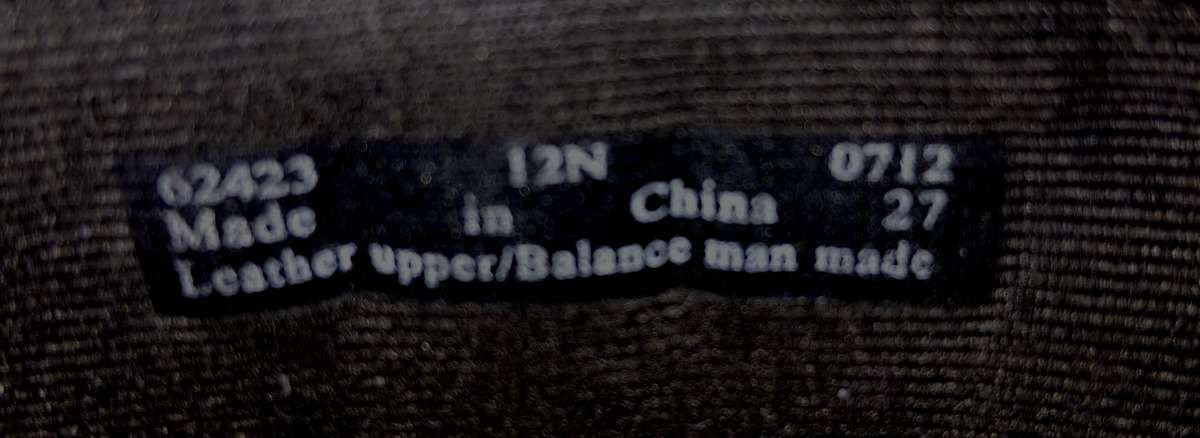 62423 12N 0712
Made in China 27
Leather upper/Balance man made